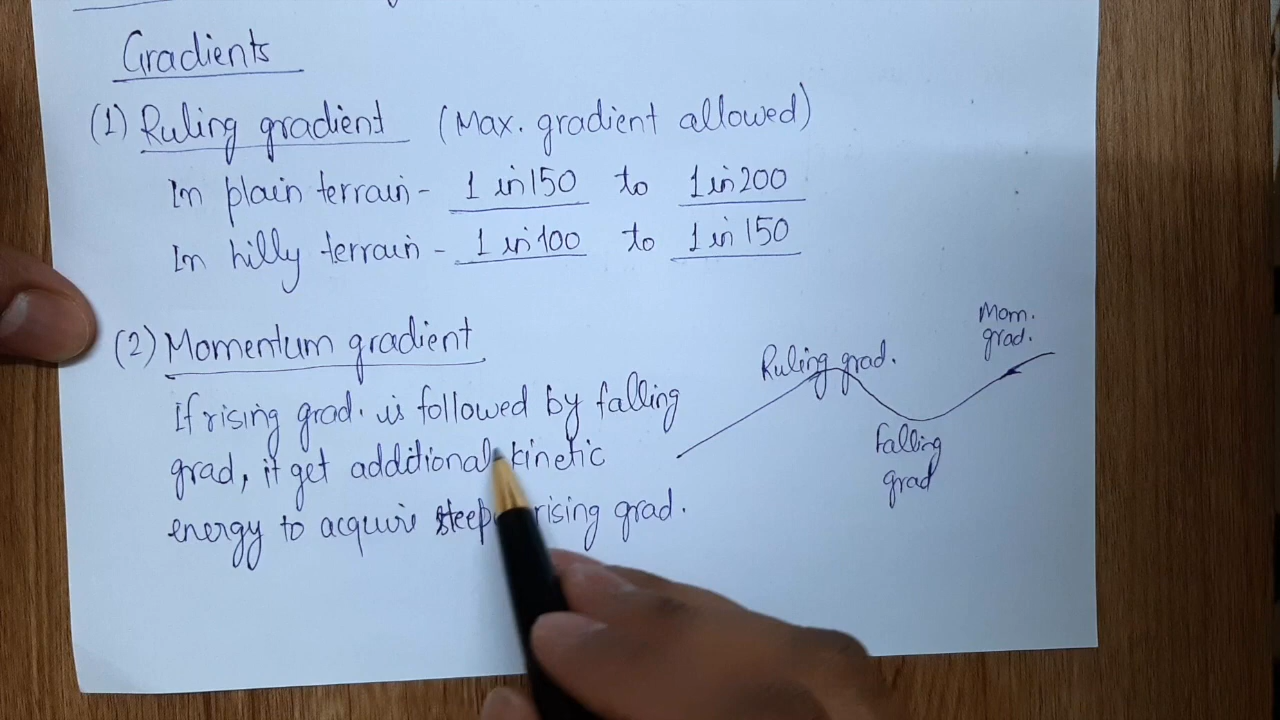 Gradients
(1) Ruling gradient (Max. gradient allowed)
In plain terrain - 1 in 150 to 1 in 200
In hilly terrain - 1 in 100 to 1 in 150
(2) Momentum gradient
If rising grad. is followed by falling
grad, it get additional kinetic
energy to acquire rising grad.
Ruling grad.
Mom.
grad.
falling
grad